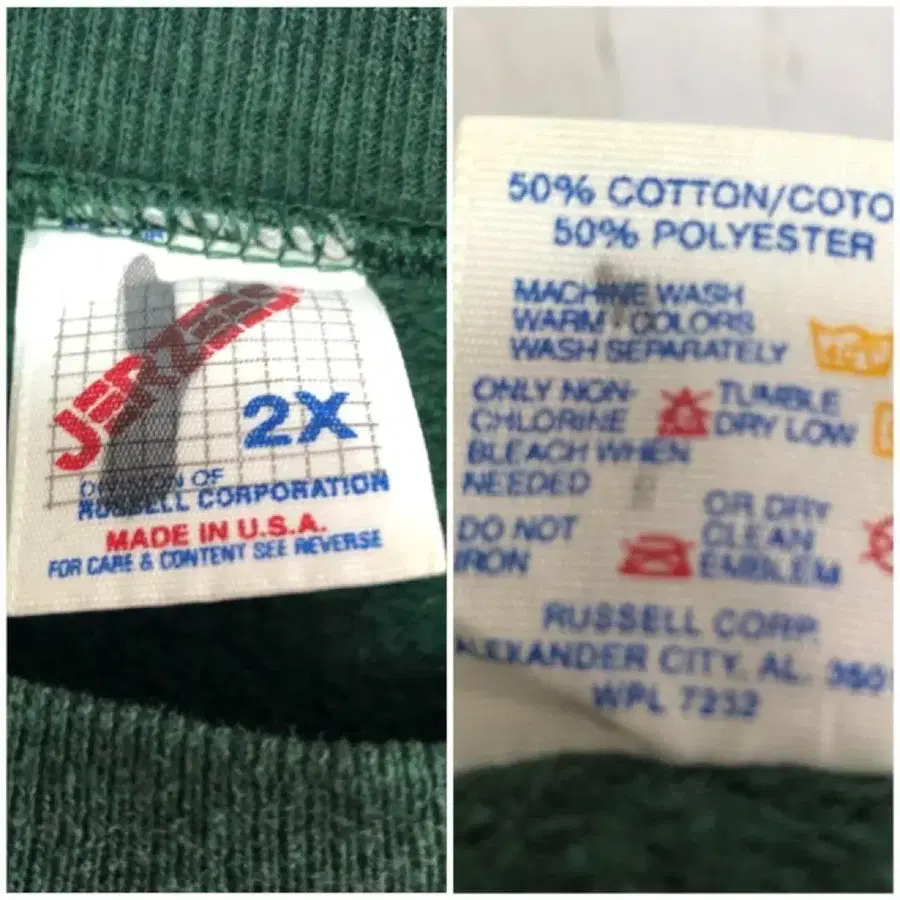 JERZEES
2X
DIVISION OF
RUSSELL CORPORATION
MADE IN U.S.A.
FOR CARE & CONTENT SEE REVERSE
50% COTTON/COTO
50% POLYESTER
MACHINE WASH
WARM · COLORS
WASH SEPARATELY
ONLY NON-
CHLORINE
BLEACH WHEN
NEEDED
TUMBLE
DRY LOW
DO NOT
IRON
OR DRY
CLEAN
EMBLEM
RUSSELL CORP.
ALEXANDER CITY, AL. 3501
WPL 7252